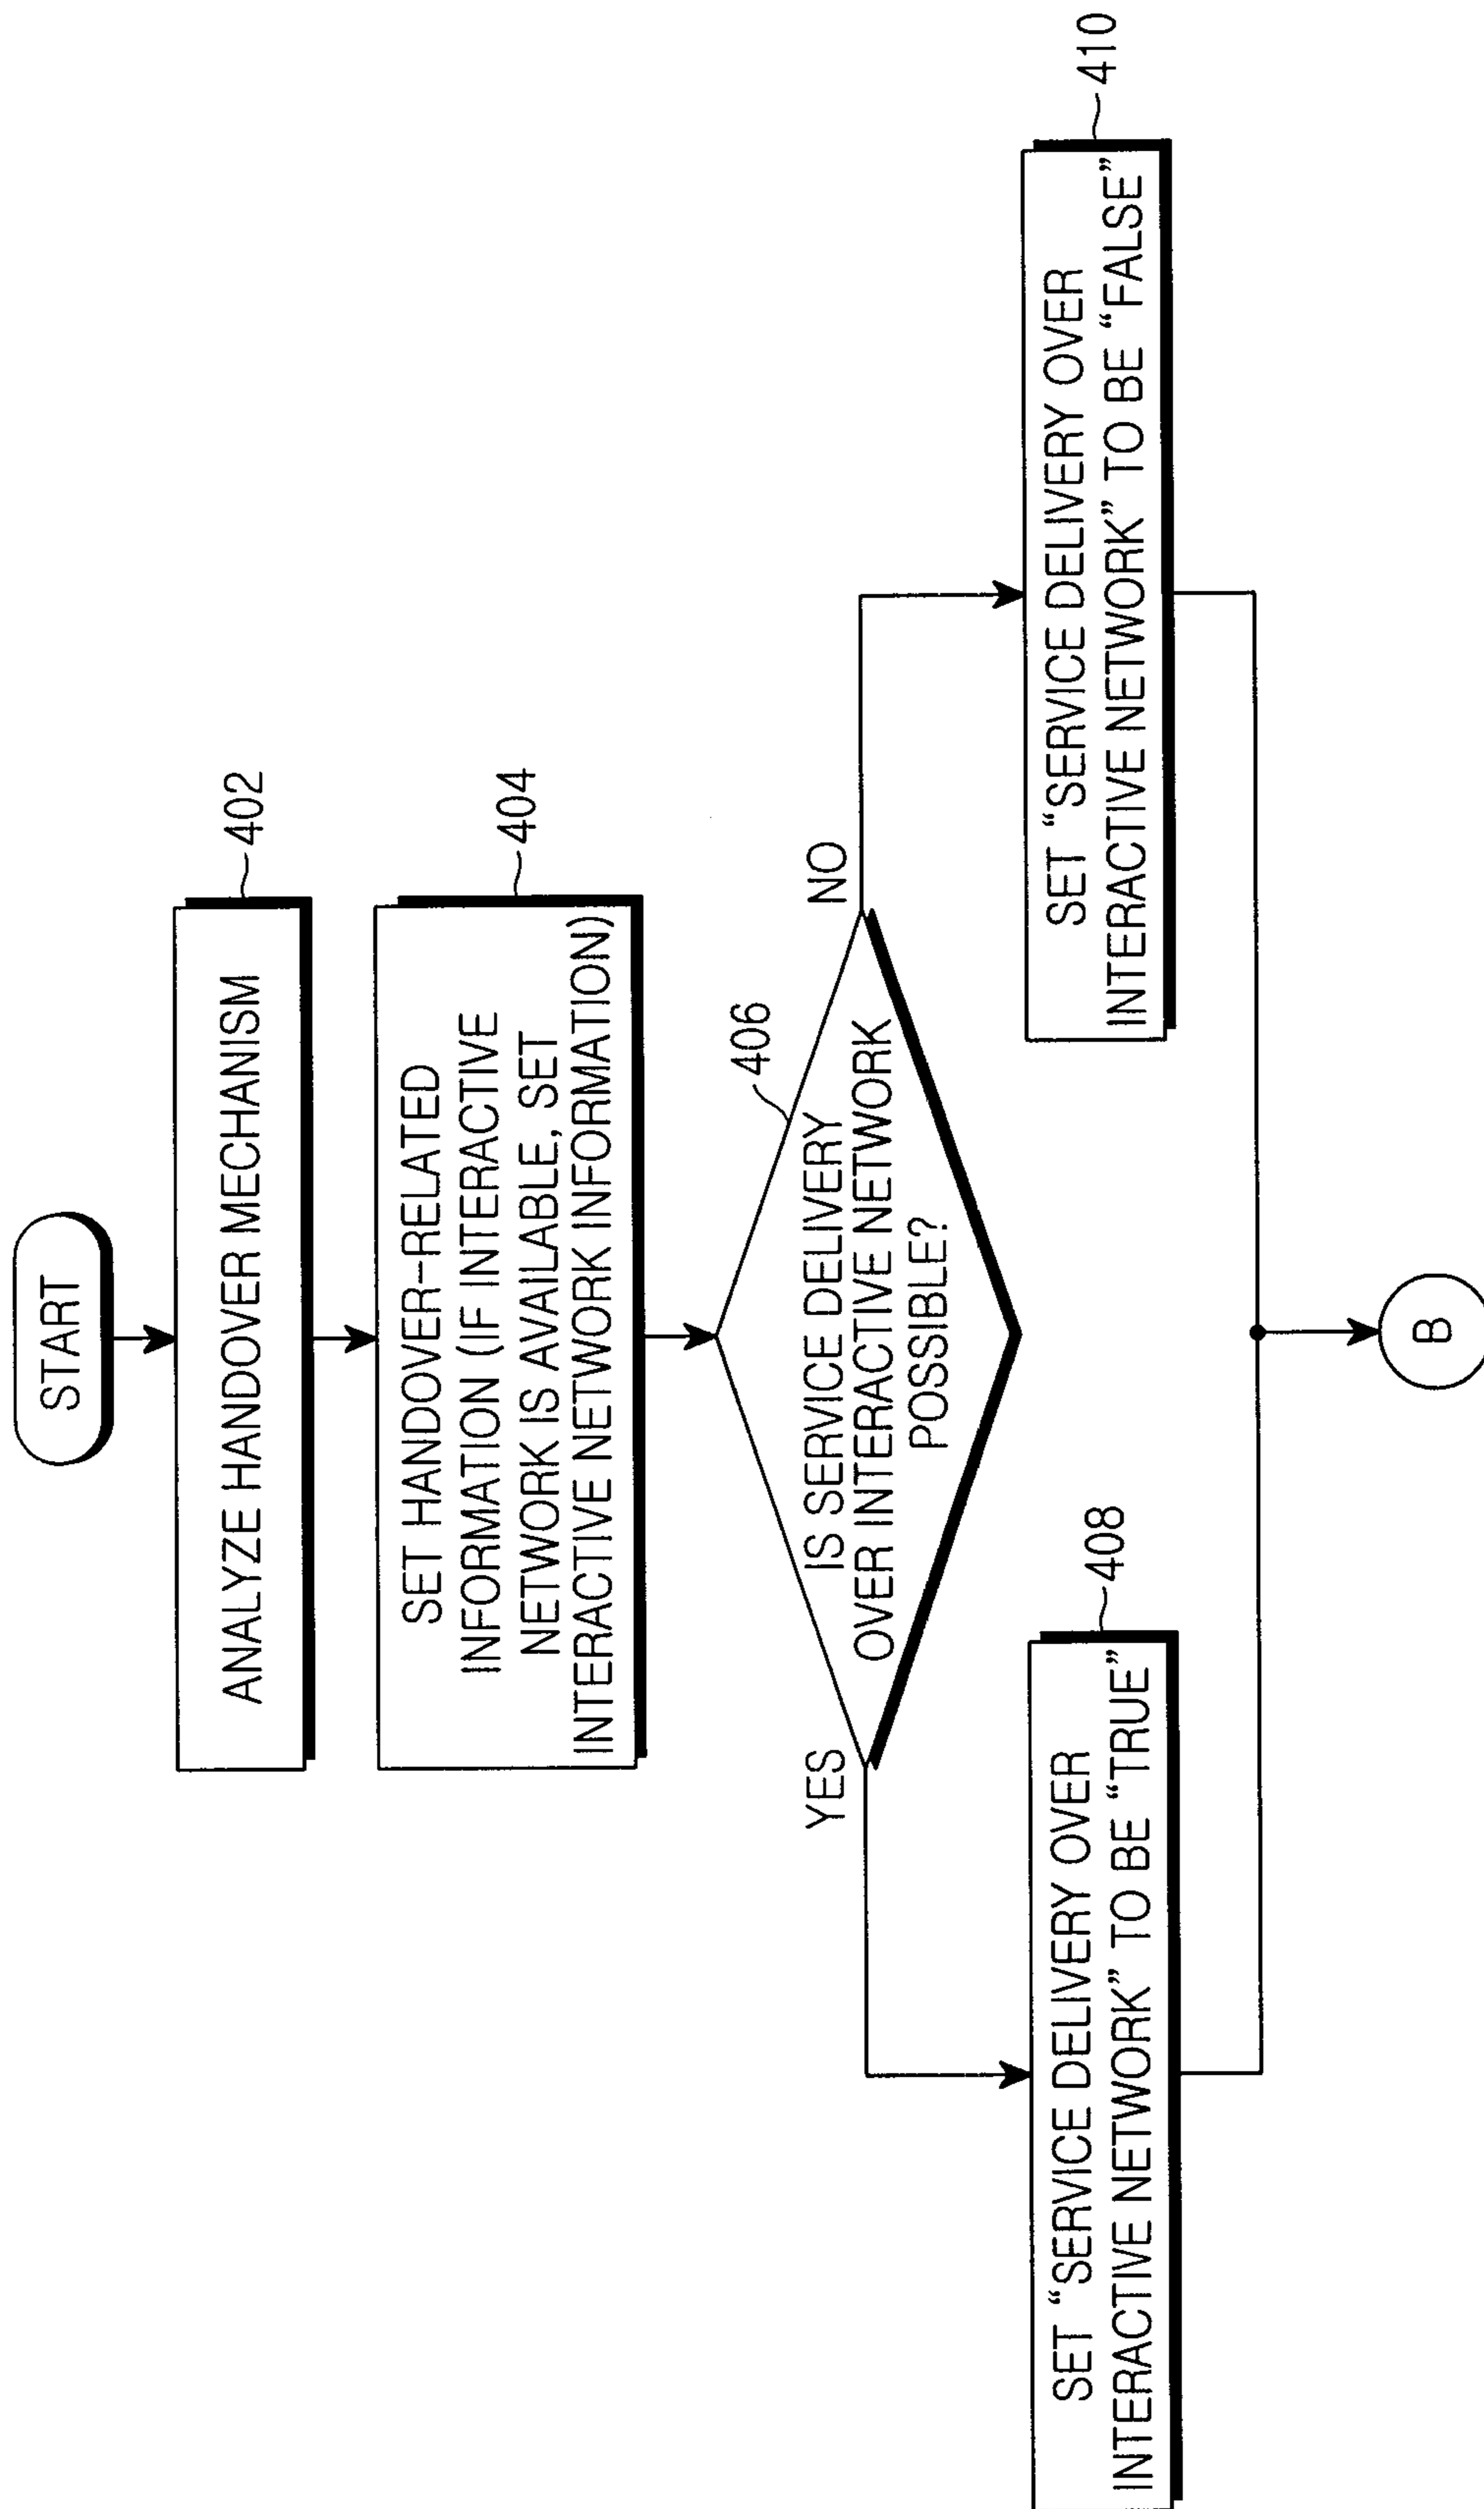 START
ANALYZE HANDOVER MECHANISM
402
SET HANDOVER-RELATED
INFORMATION (IF INTERACTIVE
NETWORK IS AVAILABLE, SET
INTERACTIVE NETWORK INFORMATION)
404
406
IS SERVICE DELIVERY
OVER INTERACTIVE NETWORK
POSSIBLE?
YES
NO
SET “SERVICE DELIVERY OVER
INTERACTIVE NETWORK” TO BE “TRUE”
408
SET “SERVICE DELIVERY OVER
INTERACTIVE NETWORK” TO BE “FALSE”
410
B